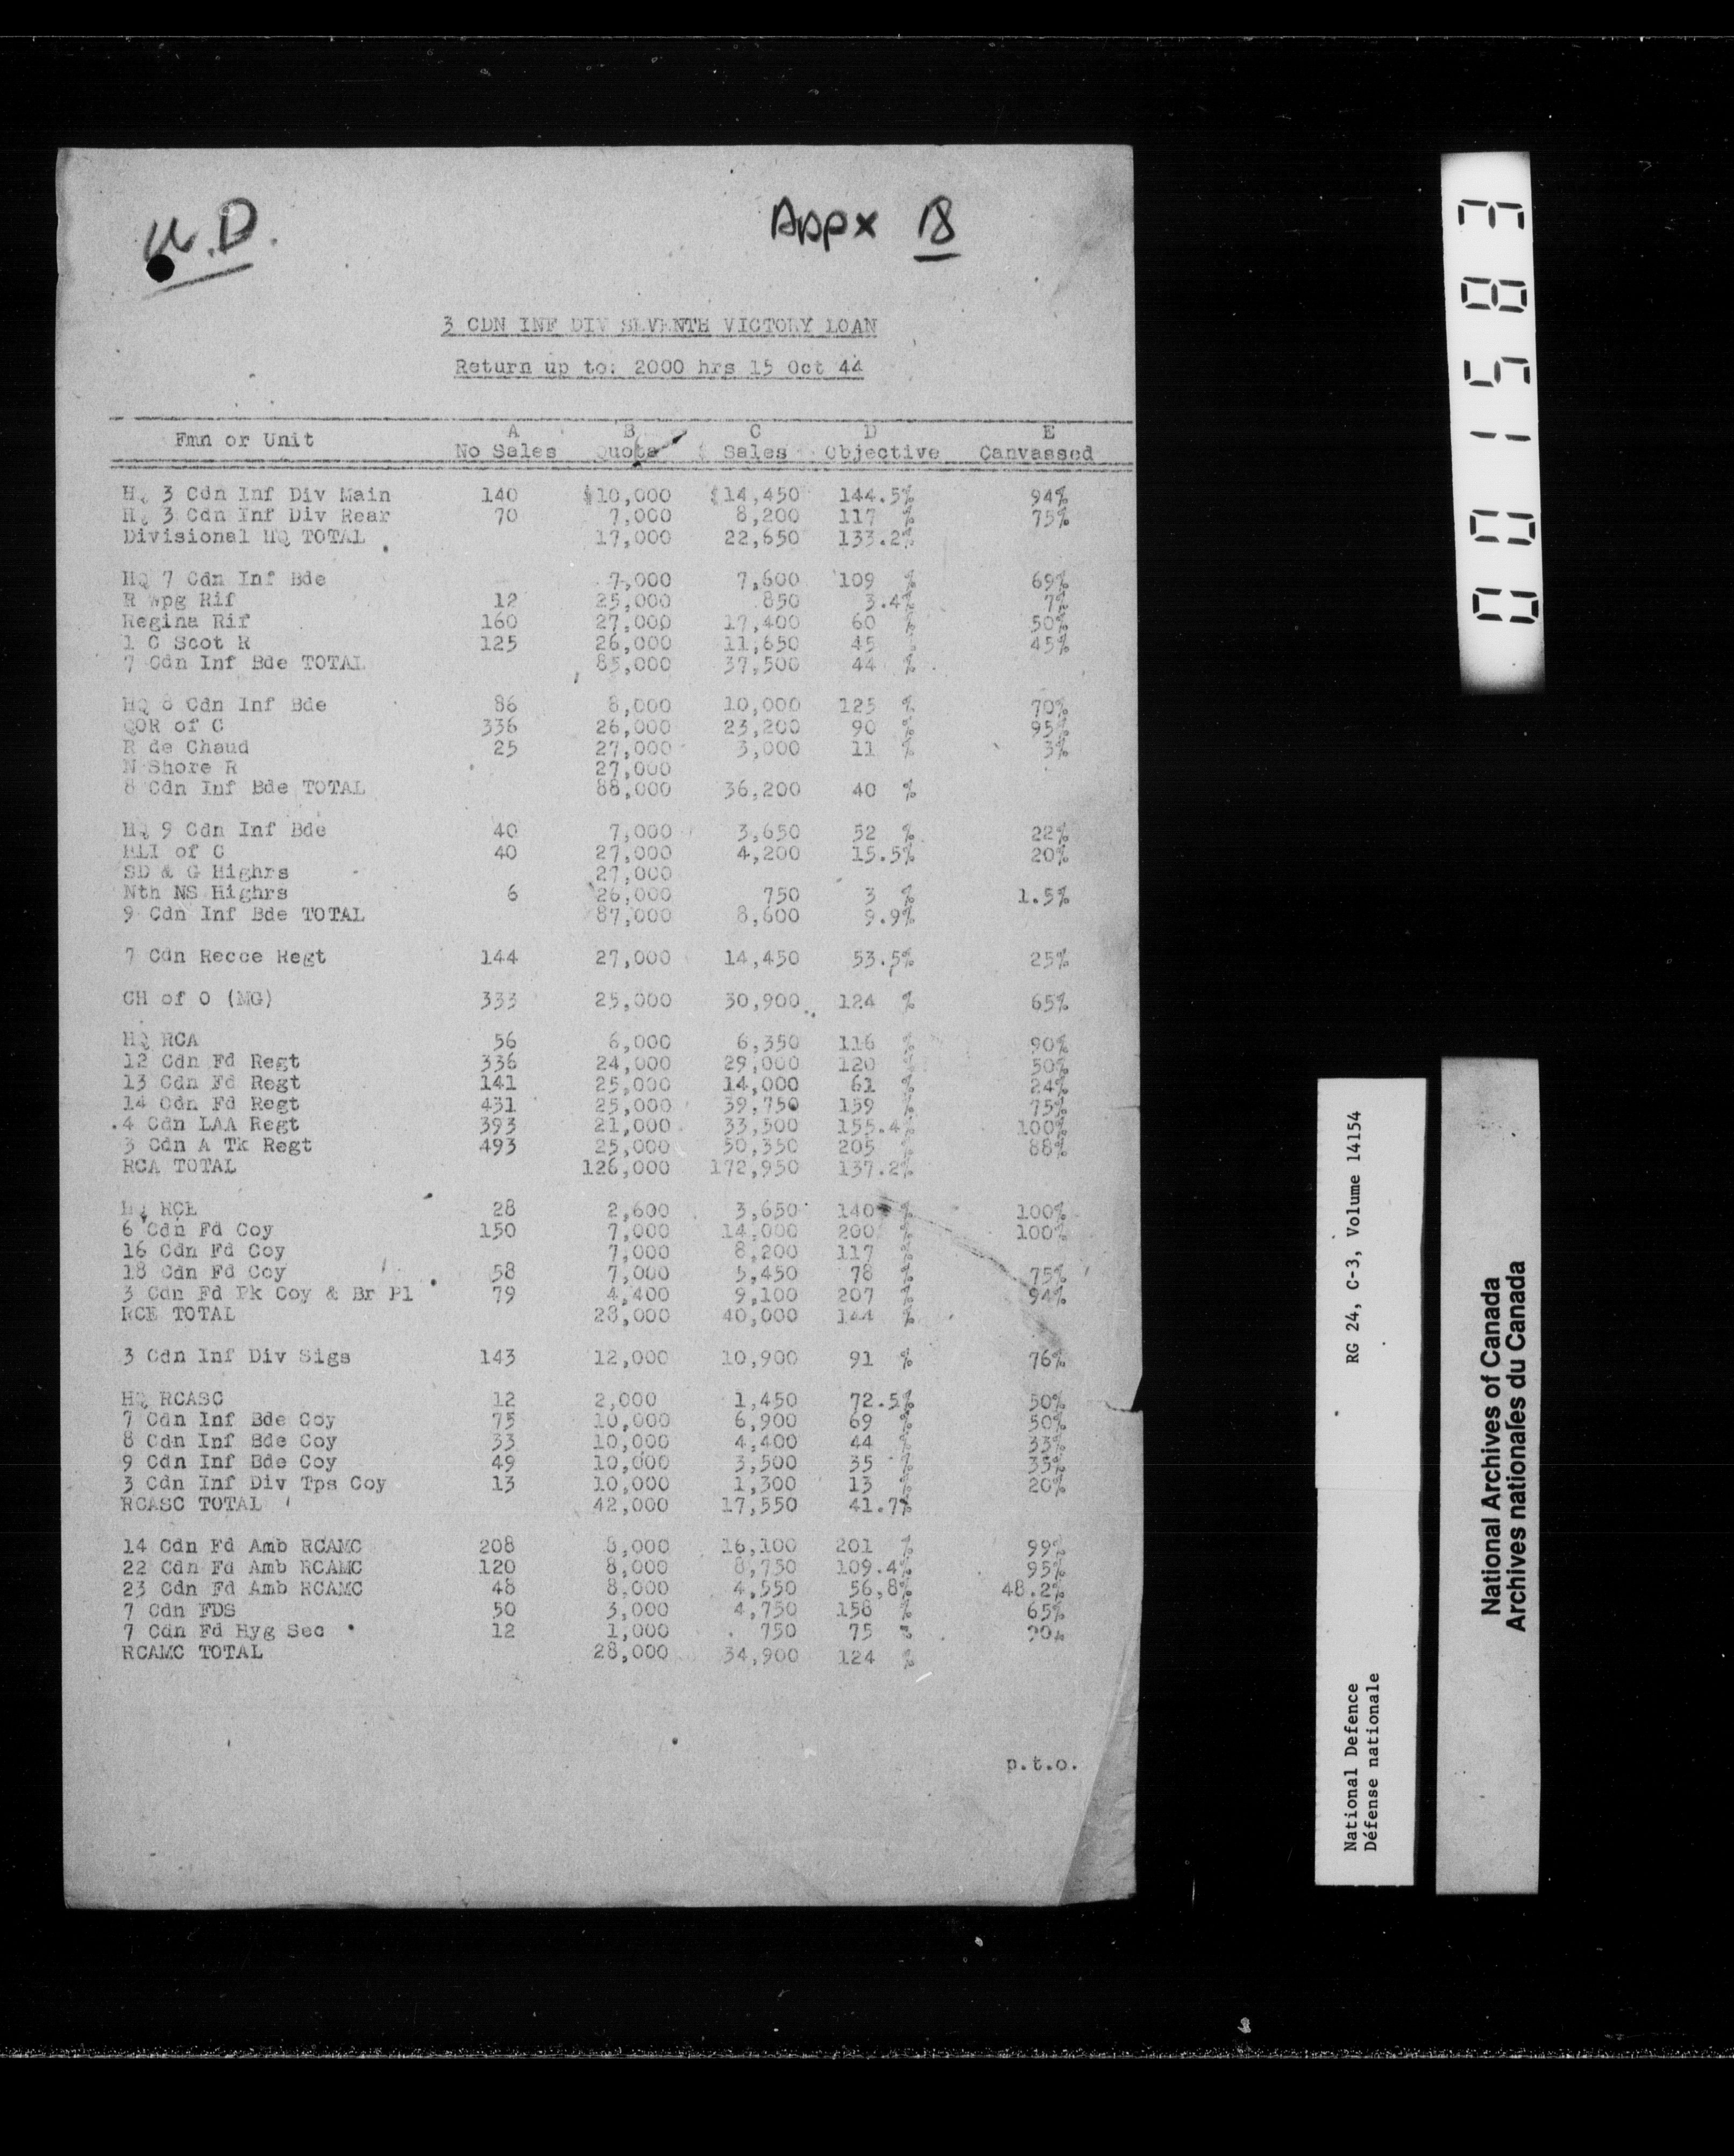 W.D.
Appx 18
3 CDN INF DIV SEVENTH VICTORY LOAN
Return up to: 2000 hrs 15 Oct 44
Fmn or Unit A No Sales B Quota C Sales D Objective E Canvassed
HQ 3 Cdn Inf Div Main 140 $10,000 $14,450 144.5% 94%
HQ 3 Cdn Inf Div Rear 70 7,000 8,200 117 % 75%
Divisional HQ TOTAL 17,000 22,650 133.2%
HQ 7 Cdn Inf Bde 7,000 7,600 109 % 69%
R Wpg Rif 12 25,000 850 3.4% 7%
Regina Rif 160 27,000 17,400 60 % 50%
1 C Scot R 125 26,000 11,650 45 45%
7 Cdn Inf Bde TOTAL 85,000 37,500 44 %
HQ 8 Cdn Inf Bde 86 8,000 10,000 125 % 70%
QOR of C 336 26,000 23,200 90 % 95%
R de Chaud 25 27,000 3,000 11 % 3%
N Shore R 27,000
8 Cdn Inf Bde TOTAL 88,000 36,200 40 %
HQ 9 Cdn Inf Bde 40 7,000 3,650 52 % 22%
HLI of C 40 27,000 4,200 15.5% 20%
SD & G Highrs 27,000
Nth NS Highrs 6 26,000 750 3 % 1.5%
9 Cdn Inf Bde TOTAL 87,000 8,600 9.9%
7 Cdn Recce Regt 144 27,000 14,450 53.5% 25%
CH of O (MG) 333 25,000 30,900 124 % 65%
HQ RCA 56 6,000 6,350 116 % 90%
12 Cdn Fd Regt 336 24,000 29,000 120 % 50%
13 Cdn Fd Regt 141 25,000 14,000 61 % 24%
14 Cdn Fd Regt 431 25,000 39,750 159 % 75%
4 Cdn LAA Regt 393 21,000 33,500 155.4% 100%
3 Cdn A Tk Regt 493 25,000 50,350 205 % 88%
RCA TOTAL 126,000 172,950 137.2%
HQ RCE 28 2,600 3,650 140 % 100%
6 Cdn Fd Coy 150 7,000 14,000 200 % 100%
16 Cdn Fd Coy 7,000 8,200 117 %
18 Cdn Fd Coy 58 7,000 5,450 78 % 75%
3 Cdn Fd Pk Coy & Br Pl 79 4,400 9,100 207 % 94%
RCE TOTAL 28,000 40,000 144 %
3 Cdn Inf Div Sigs 143 12,000 10,900 91 % 76%
HQ RCASC 12 2,000 1,450 72.5% 50%
7 Cdn Inf Bde Coy 75 10,000 6,900 69 % 50%
8 Cdn Inf Bde Coy 33 10,000 4,400 44 % 33%
9 Cdn Inf Bde Coy 49 10,000 3,500 35 %
3 Cdn Inf Div Tps Coy 13 10,000 1,300 13 % 20%
RCASC TOTAL 42,000 17,550 41.7%
14 Cdn Fd Amb RCAMC 208 8,000 16,100 201 % 99%
22 Cdn Fd Amb RCAMC 120 8,000 8,750 109.4% 95%
23 Cdn Fd Amb RCAMC 48 8,000 4,550 56,8% 48.2%
7 Cdn FDS 50 3,000 4,750 158 % 65%
7 Cdn Fd Hyg Sec 12 1,000 750 75 %
RCAMC TOTAL 28,000 34,900 124 %
p.t.o.
001583
RG 24, C-3, Volume 14154
National Defence
Défense nationale
National Archives of Canada
Archives nationales du Canada